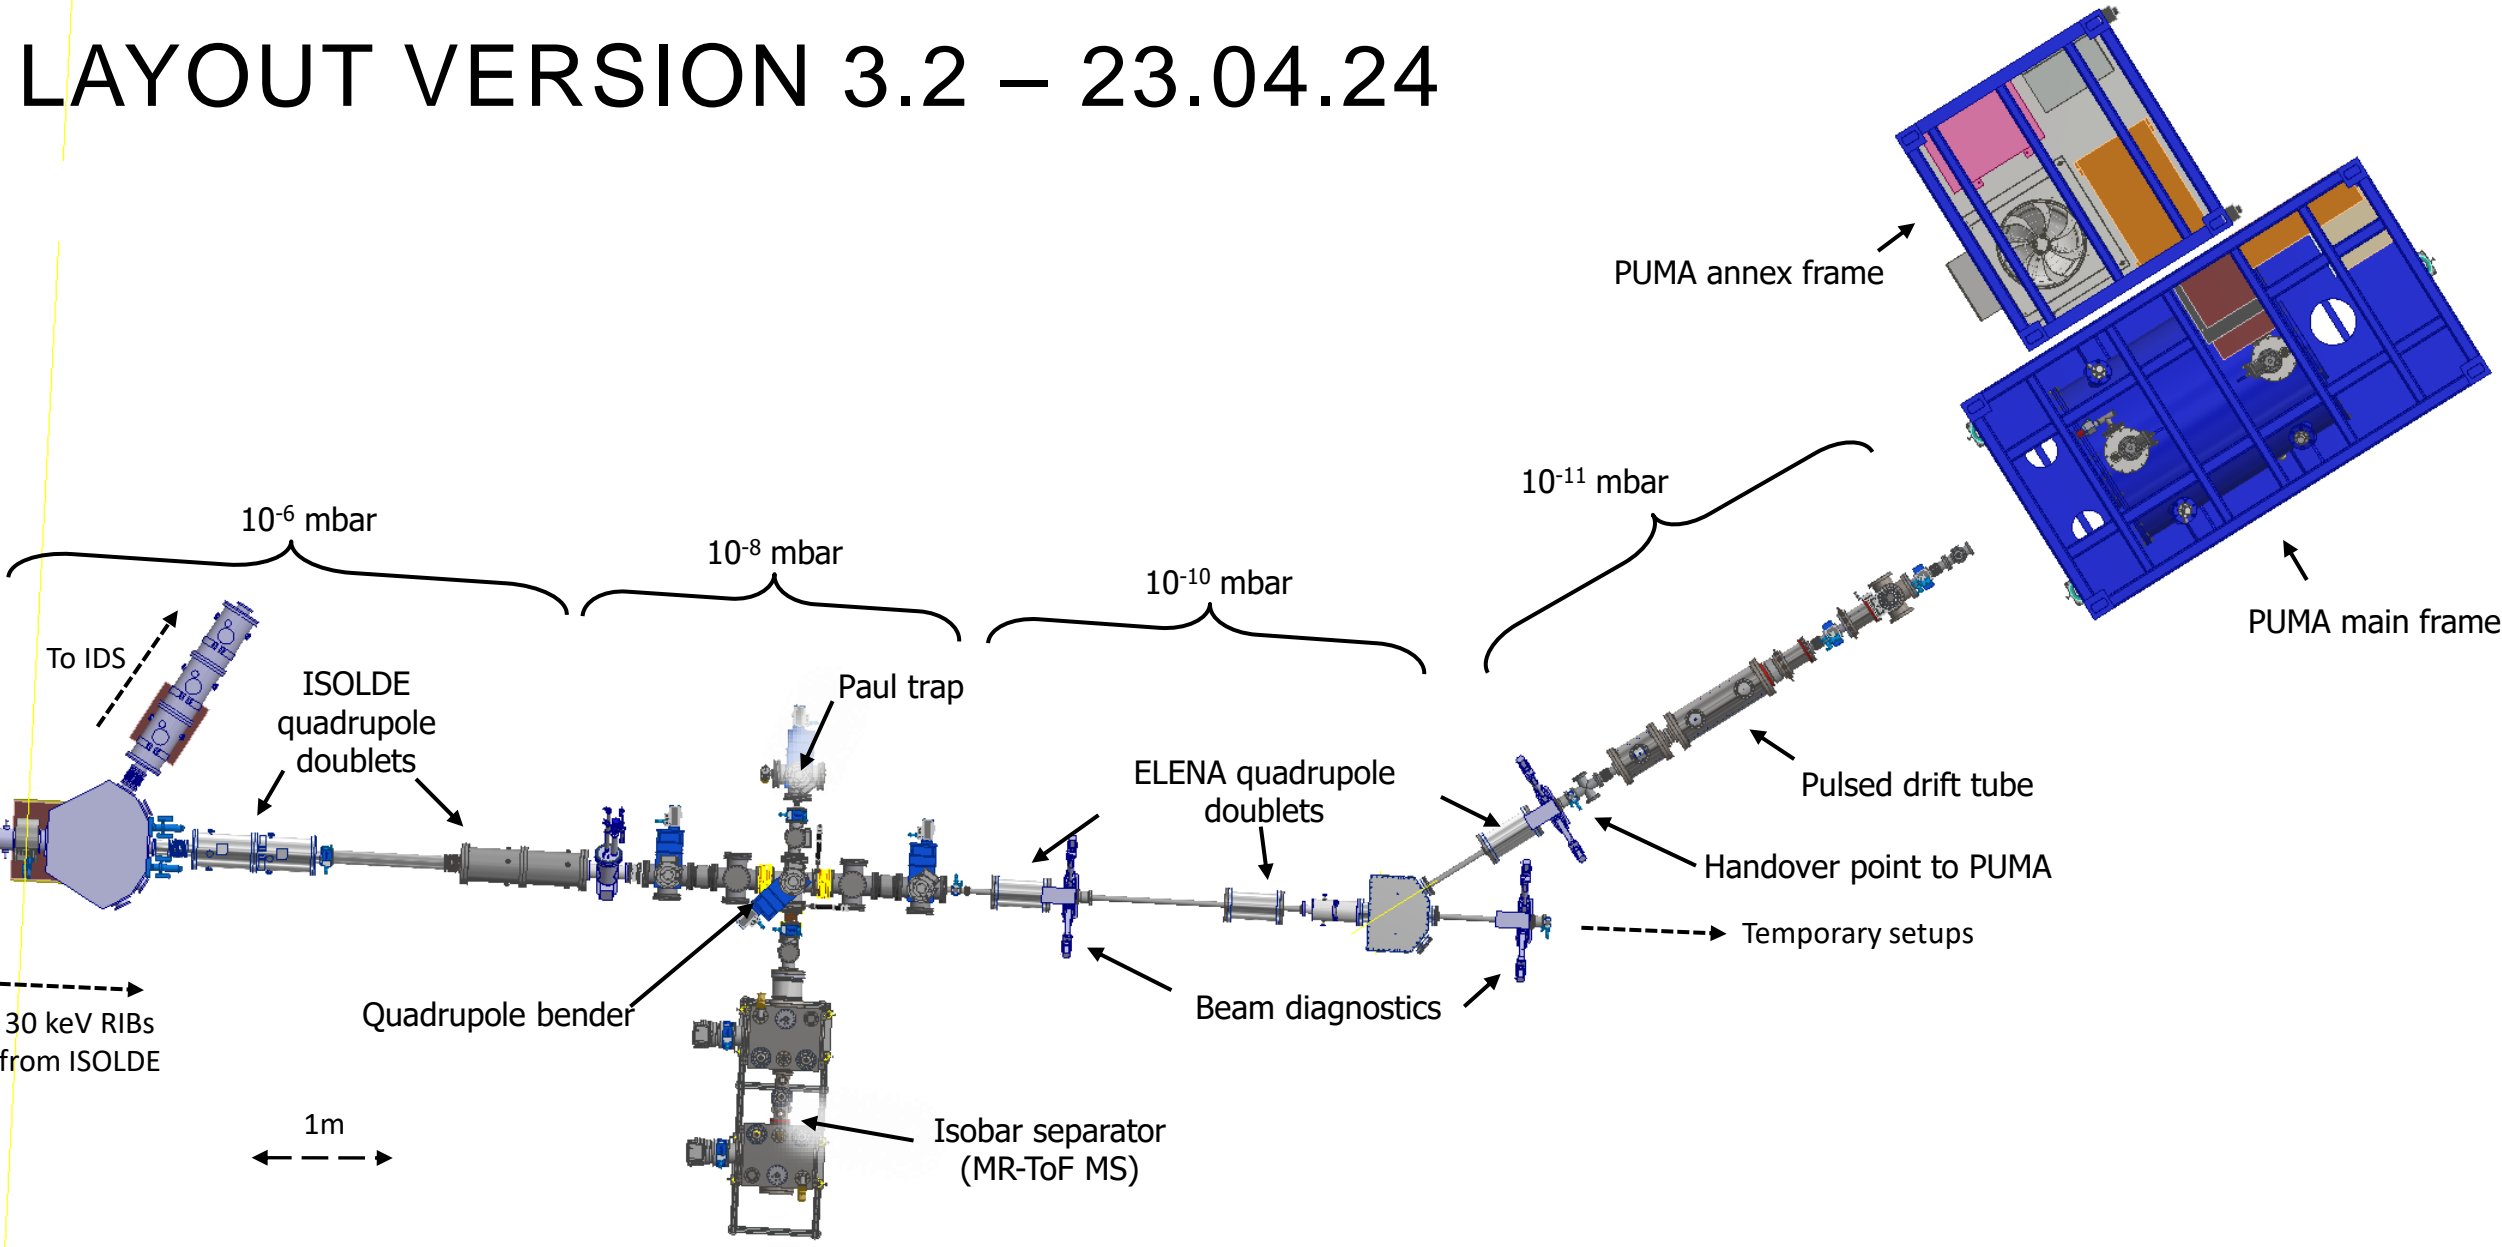 LAYOUT VERSION 3.2 – 23.04.24
PUMA annex frame
10⁻¹¹ mbar
10⁻⁶ mbar
10⁻⁸ mbar
10⁻¹⁰ mbar
PUMA main frame
To IDS
ISOLDE
quadrupole
doublets
Paul trap
ELENA quadrupole
doublets
Pulsed drift tube
Handover point to PUMA
Temporary setups
Quadrupole bender
Beam diagnostics
30 keV RIBs
from ISOLDE
1m
Isobar separator
(MR-ToF MS)